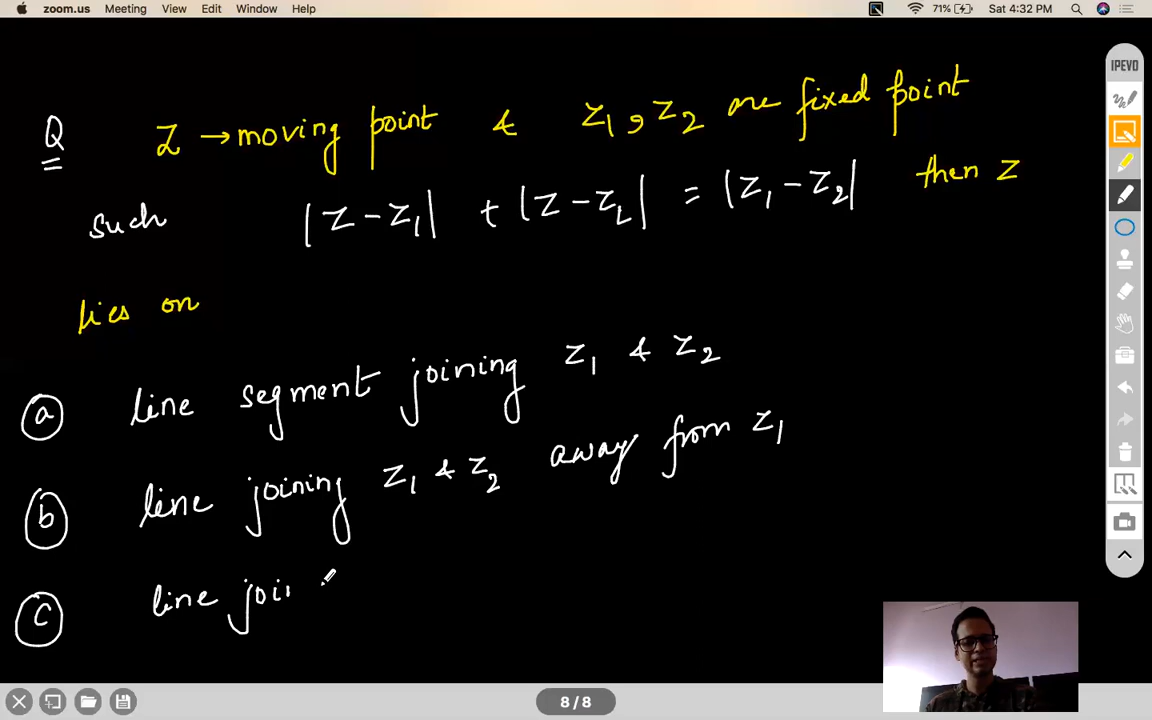 zoom.us Meeting View Edit Window Help 71% Sat 4:32 PM
IPEVO
Q Z → moving point & z1, z2 are fixed point
such |z - z1| + |z - z2| = |z1 - z2| then z
lies on
a line segment joining z1 & z2
b line joining z1 & z2 away from z1
c line join
8/8